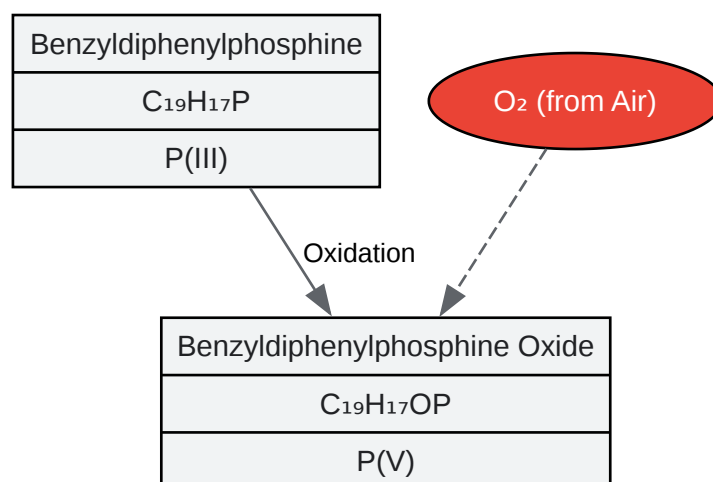 Benzyldiphenylphosphine
C₁₉H₁₇P
P(III)
O₂ (from Air)
Oxidation
Benzyldiphenylphosphine Oxide
C₁₉H₁₇OP
P(V)